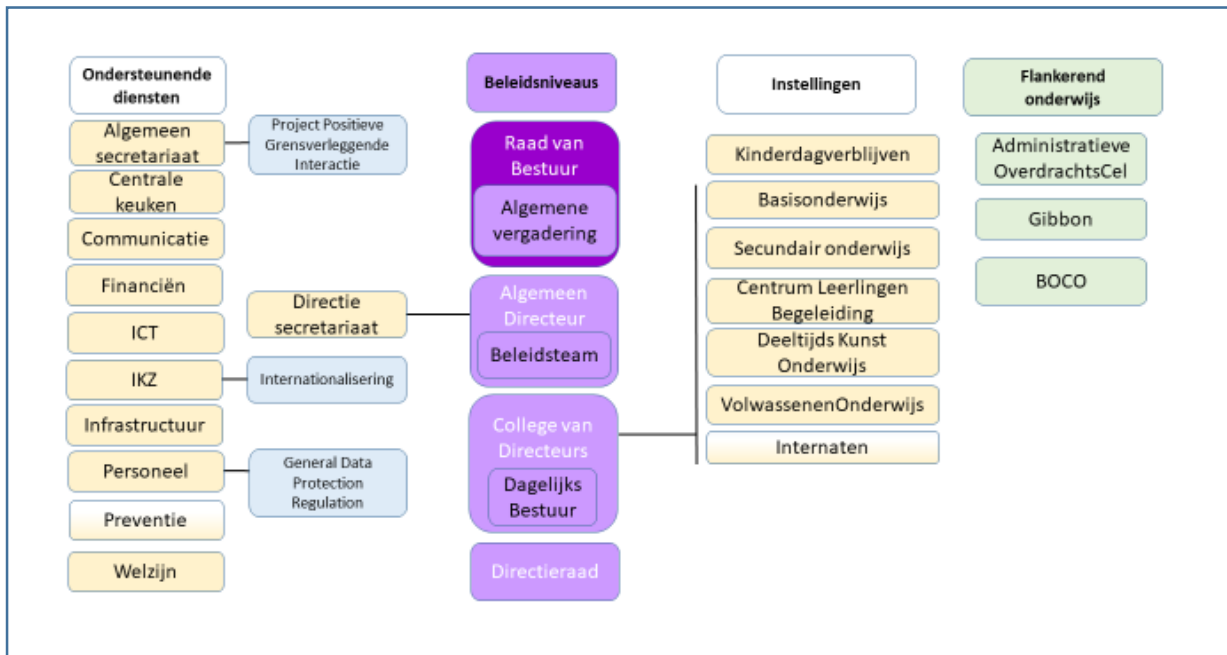 Ondersteunende
diensten
Algemeen
secretariaat
Centrale
keuken
Communicatie
Financiën
ICT
IKZ
Infrastructuur
Personeel
Preventie
Welzijn
Project Positieve
Grensverleggende
Interactie
Directie
secretariaat
Internationalisering
General Data
Protection
Regulation
Beleidsniveaus
Raad van
Bestuur
Algemene
vergadering
Algemeen
Directeur
Beleidsteam
College van
Directeurs
Dagelijks
Bestuur
Directieraad
Instellingen
Kinderdagverblijven
Basisonderwijs
Secundair onderwijs
Centrum Leerlingen
Begeleiding
Deeltijds Kunst
Onderwijs
VolwassenenOnderwijs
Internaten
Flankerend
onderwijs
Administratieve
OverdrachtsCel
Gibbon
BOCO